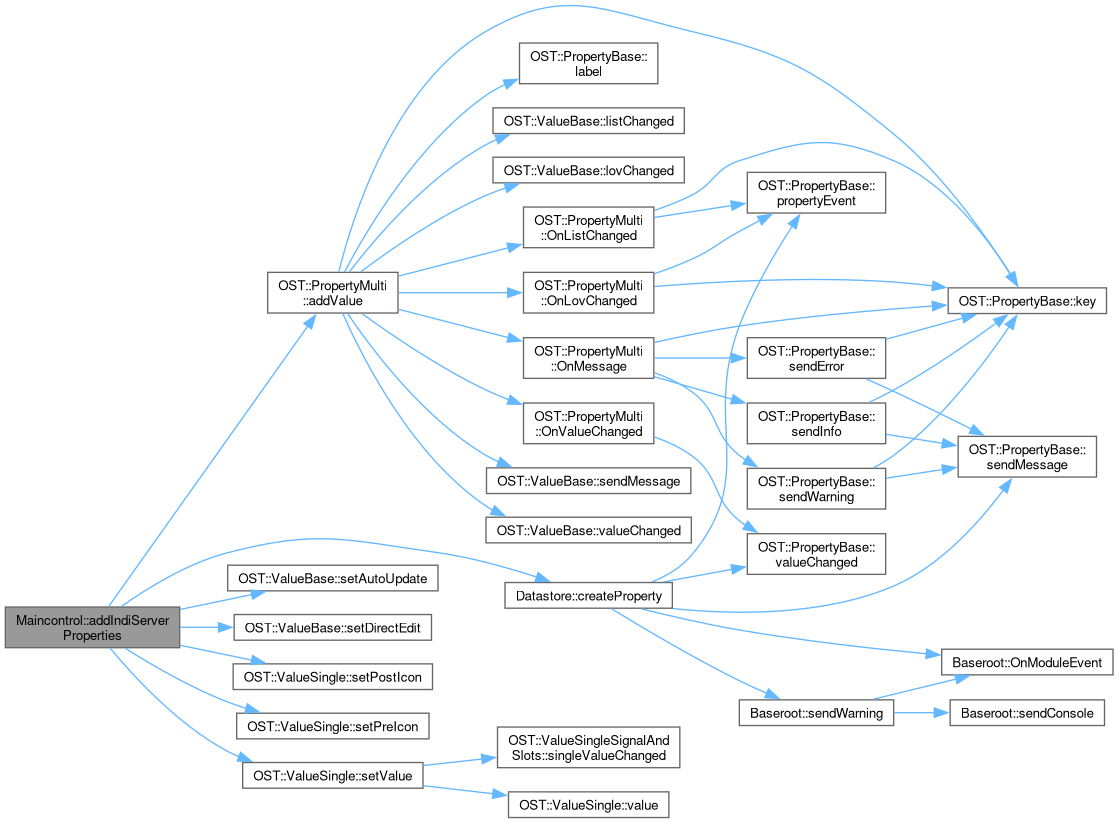 Maincontrol::addIndiServer
Properties
OST::PropertyMulti
::addValue
OST::ValueBase::setAutoUpdate
OST::ValueBase::setDirectEdit
OST::ValueSingle::setPostIcon
OST::ValueSingle::setPreIcon
OST::ValueSingle::setValue
OST::PropertyBase::
label
OST::ValueBase::listChanged
OST::ValueBase::lovChanged
OST::PropertyMulti
::OnListChanged
OST::PropertyMulti
::OnLovChanged
OST::PropertyMulti
::OnMessage
OST::PropertyMulti
::OnValueChanged
OST::ValueBase::sendMessage
OST::ValueBase::valueChanged
Datastore::createProperty
OST::ValueSingleSignalAnd
Slots::singleValueChanged
OST::ValueSingle::value
OST::PropertyBase::
propertyEvent
OST::PropertyBase::
sendError
OST::PropertyBase::
sendInfo
OST::PropertyBase::
sendWarning
OST::PropertyBase::
valueChanged
Baseroot::sendWarning
OST::PropertyBase::key
OST::PropertyBase::
sendMessage
Baseroot::OnModuleEvent
Baseroot::sendConsole